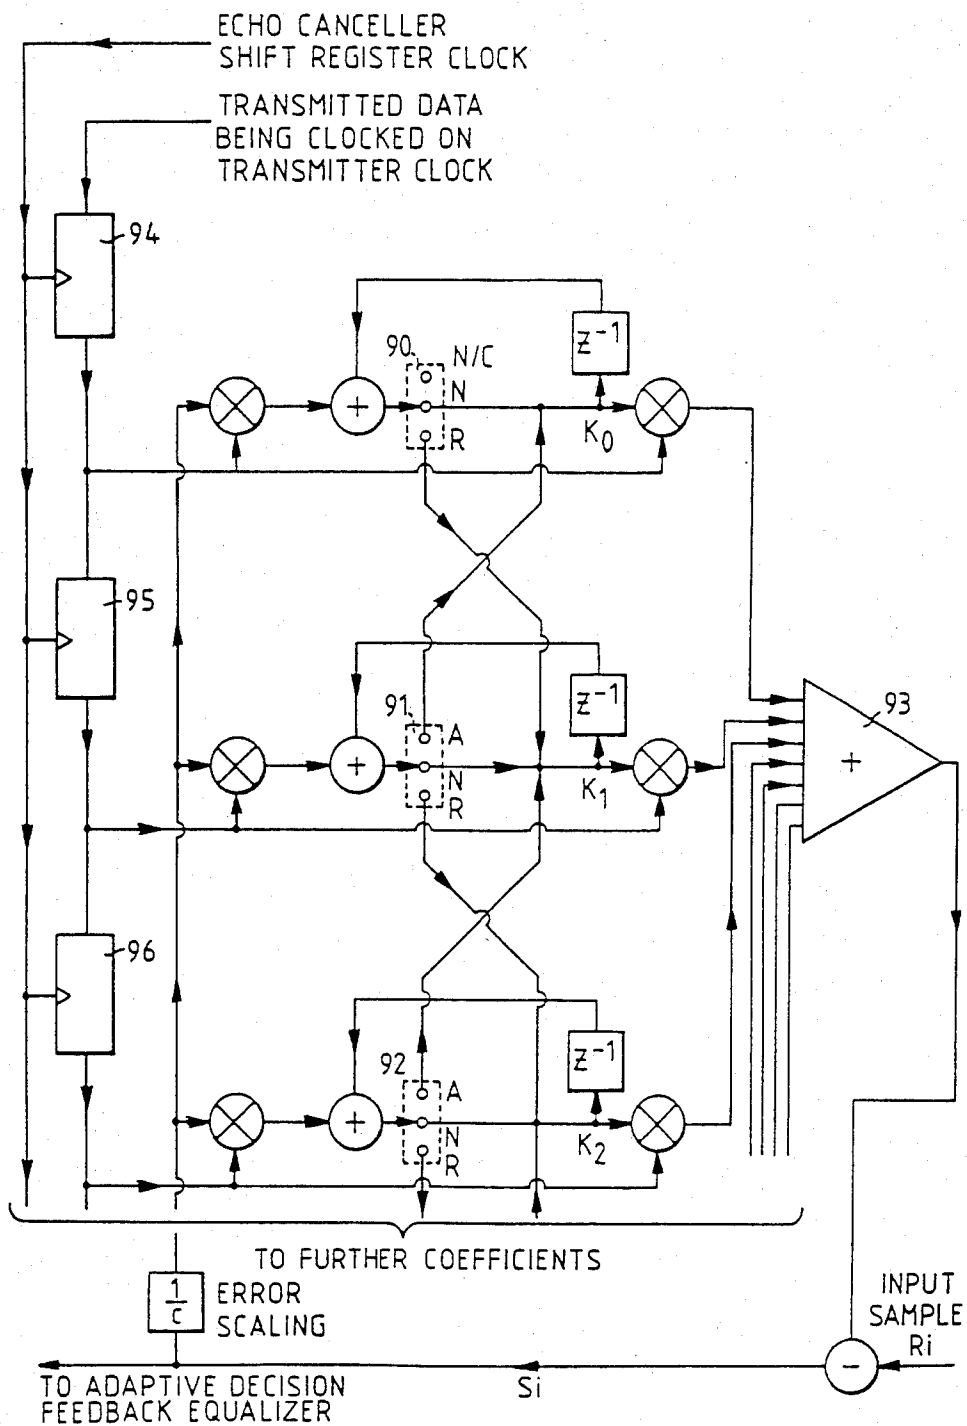 ECHO CANCELLER
SHIFT REGISTER CLOCK
TRANSMITTED DATA
BEING CLOCKED ON
TRANSMITTER CLOCK
94
90
N/C
N
R
z⁻¹
+
K₀
95
91
A
N
R
z⁻¹
+
K₁
93
+
96
92
A
N
R
z⁻¹
+
K₂
TO FURTHER COEFFICIENTS
1/C
ERROR
SCALING
INPUT
SAMPLE
Ri
−
Si
TO ADAPTIVE DECISION
FEEDBACK EQUALIZER